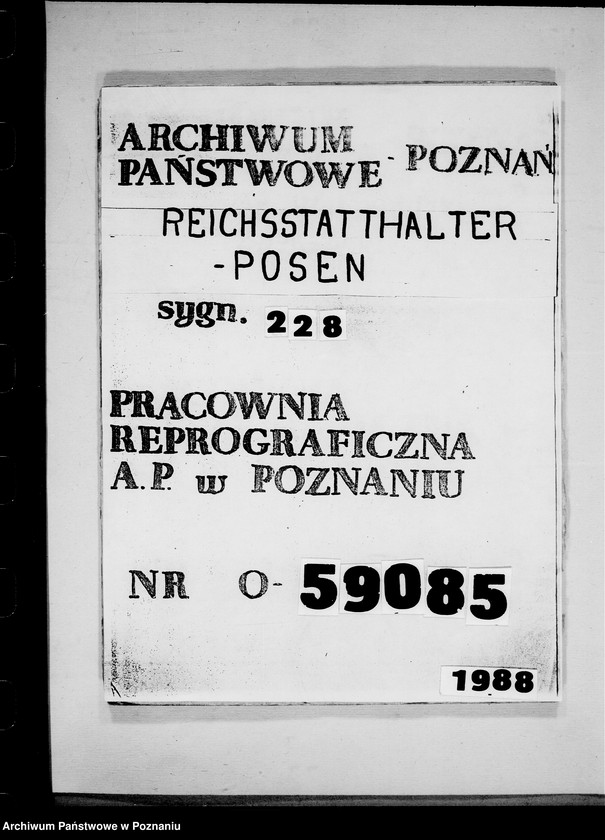 ARCHIWUM
PAŃSTWOWE - POZNAŃ
REICHSSTATTHALTER
-POSEN
sygn. 228
PRACOWNIA
REPROGRAFICZNA
A.P. w POZNANIU
NR O-59085
1988
Archiwum Państwowe w Poznaniu